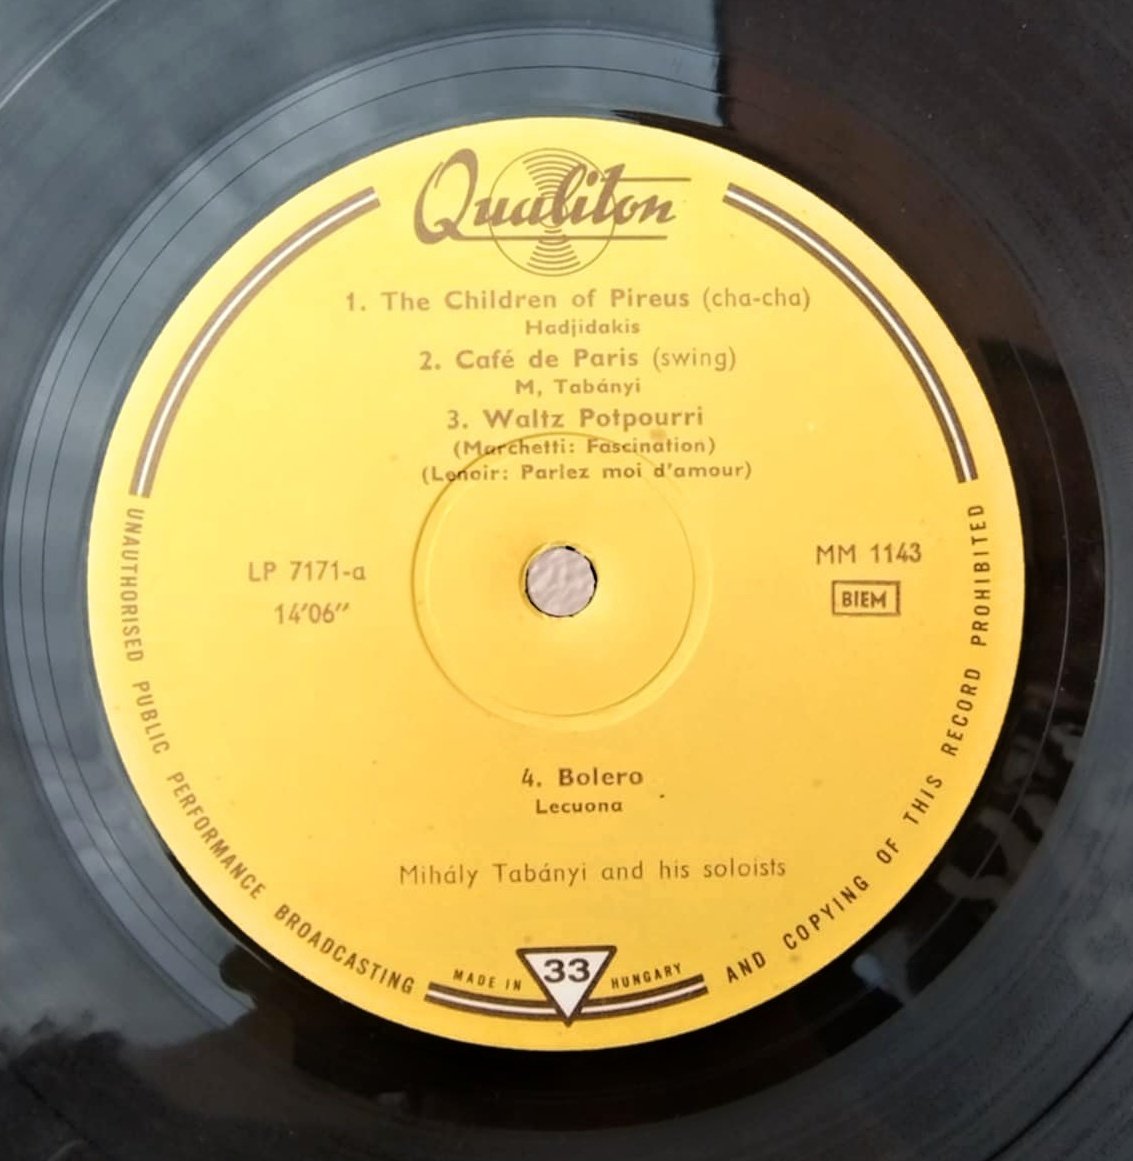 Qualiton
1. The Children of Pireus (cha-cha)
Hadjidakis
2. Café de Paris (swing)
M, Tabányi
3. Waltz Potpourri
(Marchetti: Fascination)
(Lenoir: Parlez moi d'amour)
LP 7171-a
14'06''
MM 1143
BIEM
4. Bolero
Lecuona
Mihály Tabányi and his soloists
MADE IN 33 HUNGARY
UNAUTHORISED PUBLIC PERFORMANCE BROADCASTING AND COPYING OF THIS RECORD PROHIBITED